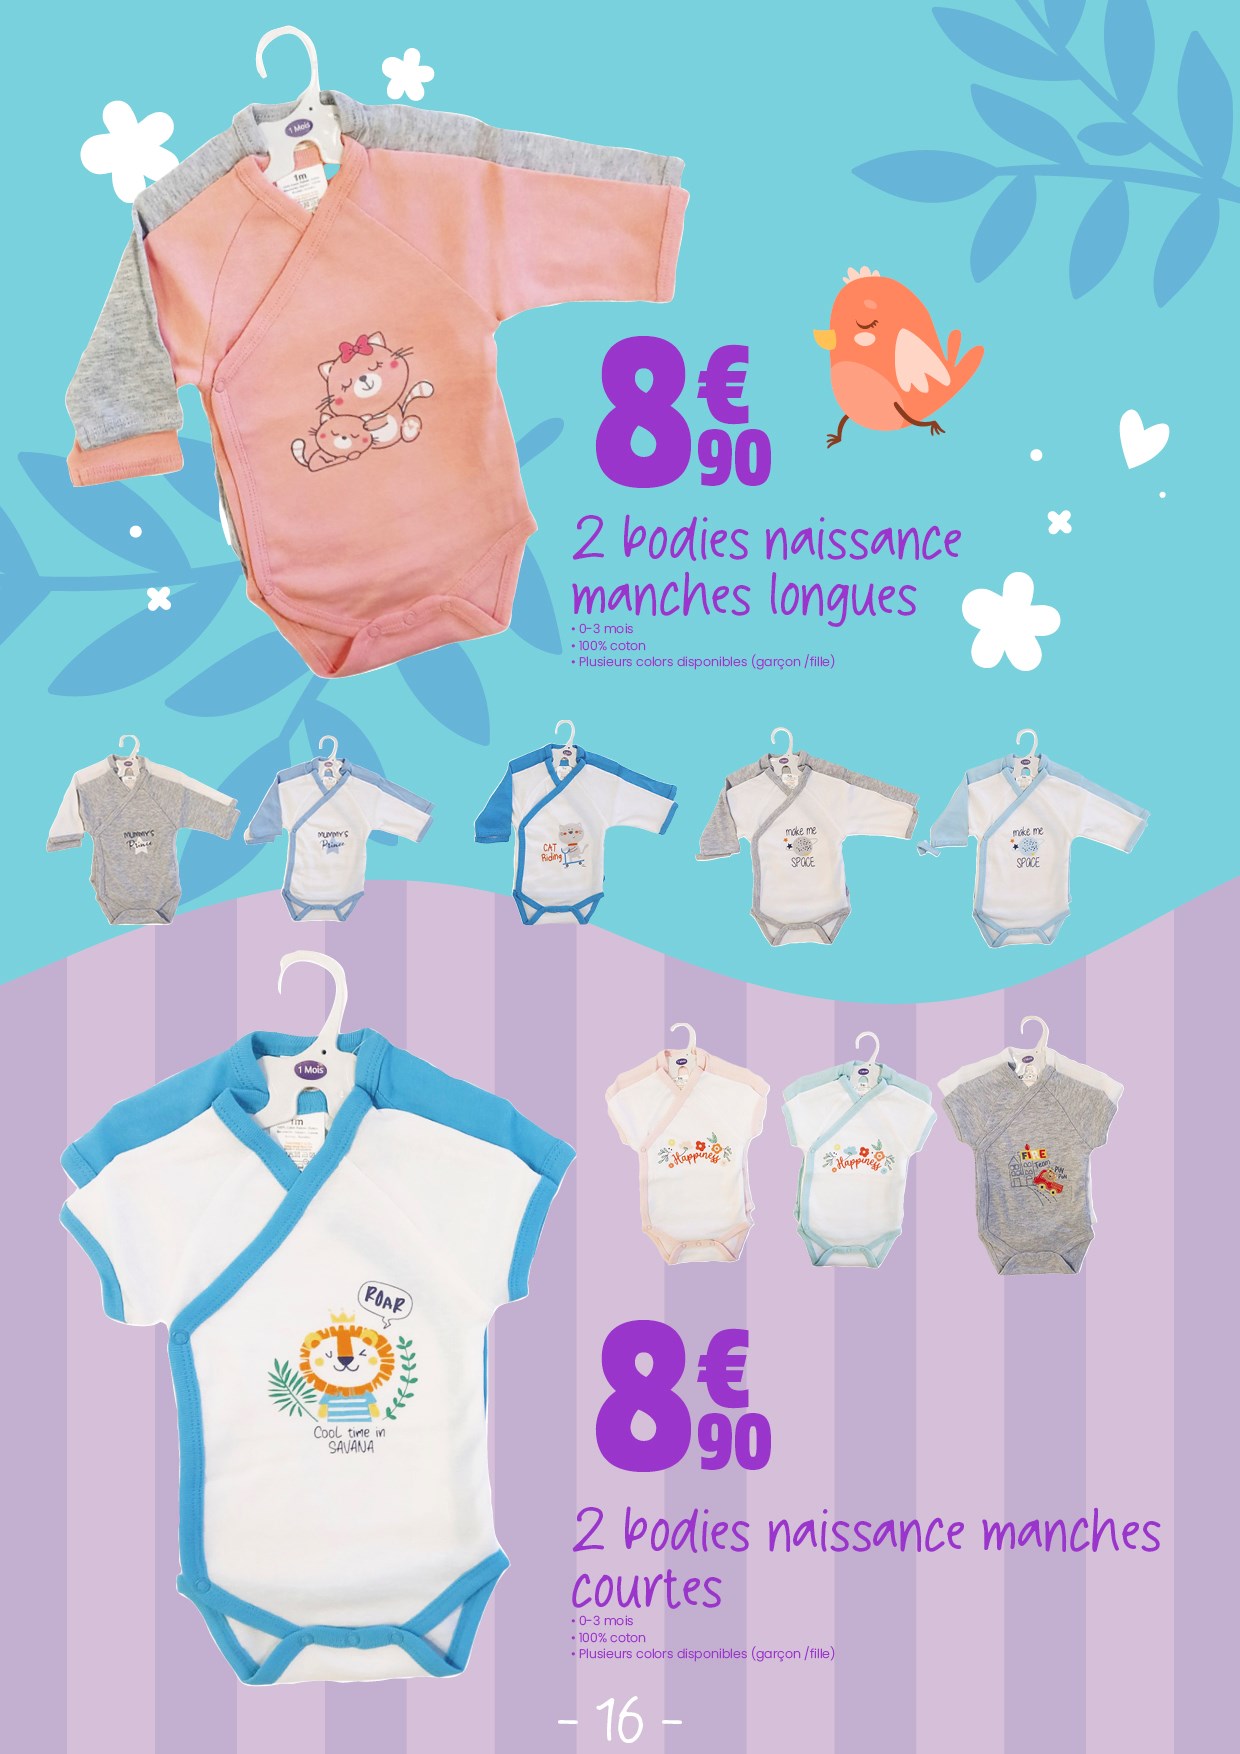 1 Mois
1m
8€90
2 bodies naissance
manches longues
• 0-3 mois
• 100% coton
• Plusieurs colors disponibles (garçon /fille)
MUMMY'S
Prince
MUMMY'S
Prince
CAT
Riding
make me
SPACE
make me
SPACE
1 Mois
1m
ROAR
Cool time in
SAVANA
Happiness
Happiness
FIRE
Team
8€90
2 bodies naissance manches
courtes
• 0-3 mois
• 100% coton
• Plusieurs colors disponibles (garçon /fille)
- 16 -